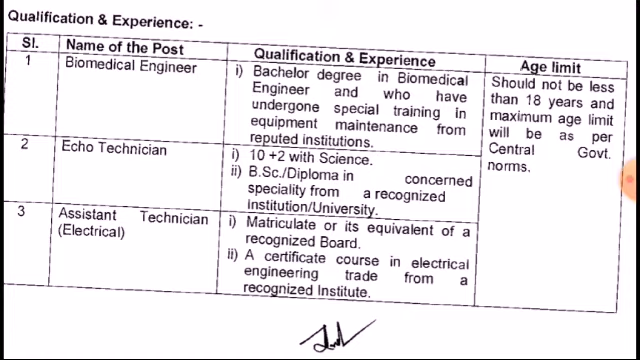 Qualification & Experience: -
Sl. Name of the Post Qualification & Experience Age limit
1 Biomedical Engineer
i) Bachelor degree in Biomedical
Engineer and who have
undergone special training in
equipment maintenance from
reputed institutions.
Should not be less
than 18 years and
maximum age limit
will be as per
Central Govt.
norms.
2 Echo Technician
i) 10 +2 with Science.
ii) B.Sc./Diploma in concerned
speciality from a recognized
Institution/University.
3 Assistant Technician
(Electrical)
i) Matriculate or its equivalent of a
recognized Board.
ii) A certificate course in electrical
engineering trade from a
recognized Institute.